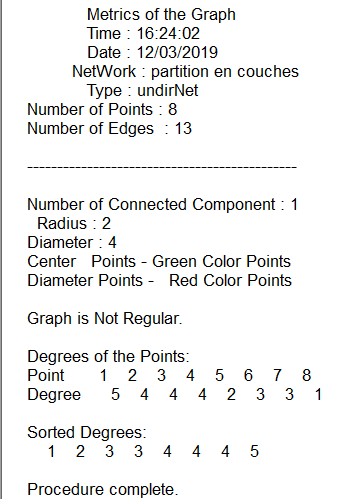 Metrics of the Graph
Time : 16:24:02
Date : 12/03/2019
NetWork : partition en couches
Type : undirNet
Number of Points : 8
Number of Edges : 13
---------------------------------------------
Number of Connected Component : 1
Radius : 2
Diameter : 4
Center Points - Green Color Points
Diameter Points - Red Color Points
Graph is Not Regular.
Degrees of the Points:
Point 1 2 3 4 5 6 7 8
Degree 5 4 4 4 2 3 3 1
Sorted Degrees:
1 2 3 3 4 4 4 5
Procedure complete.